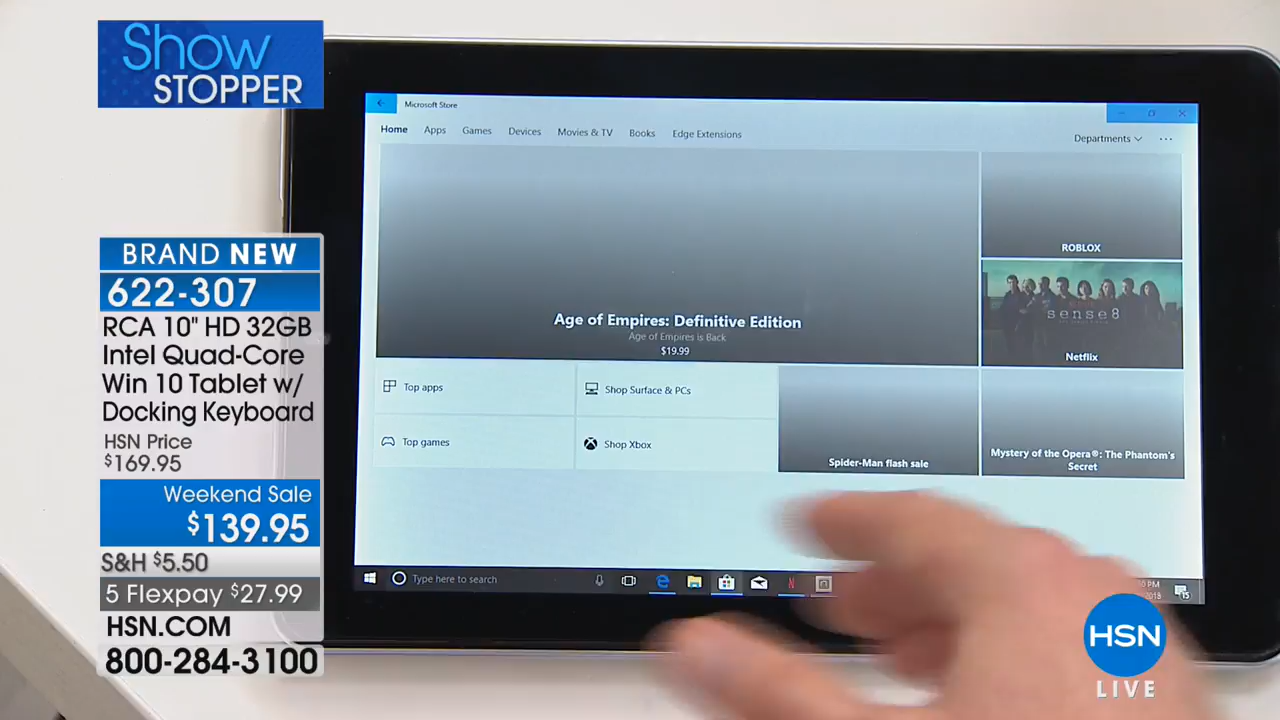 Show
STOPPER
BRAND NEW
622-307
RCA 10" HD 32GB
Intel Quad-Core
Win 10 Tablet w/
Docking Keyboard
HSN Price
$169.95
Weekend Sale
$139.95
S&H $5.50
5 Flexpay $27.99
HSN.COM
800-284-3100
Microsoft Store
Home Apps Games Devices Movies & TV Books Edge Extensions
Departments
Age of Empires: Definitive Edition
Age of Empires is Back
$19.99
ROBLOX
sense8
Netflix
Top apps
Shop Surface & PCs
Top games
Shop Xbox
Spider-Man flash sale
Mystery of the Opera®: The Phantom's
Secret
Type here to search
N
PM
2018
15
HSN
LIVE